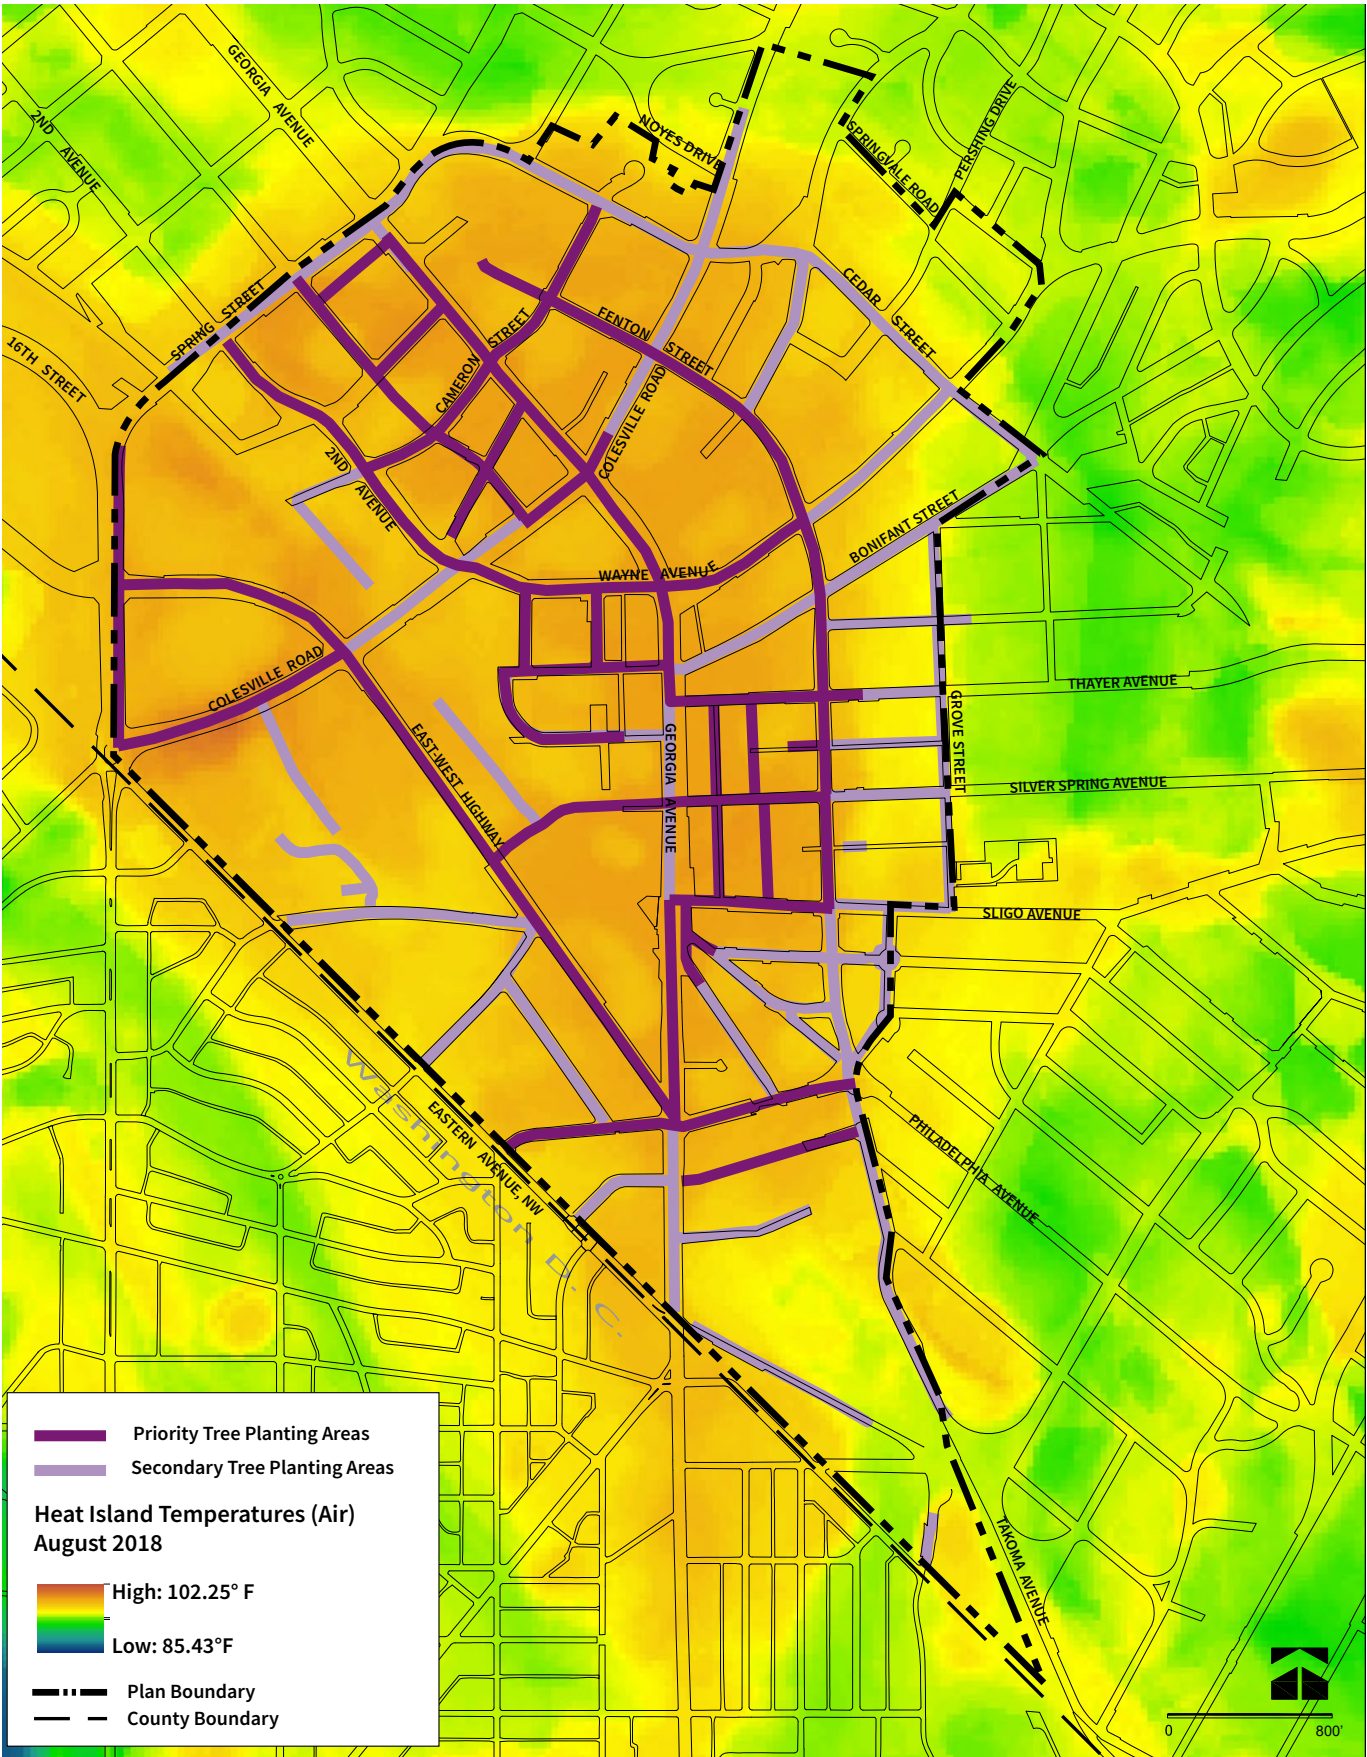 GEORGIA AVENUE
2ND AVENUE
NOYES DRIVE
SPRINGVALE ROAD
PERSHING DRIVE
SPRING STREET
16TH STREET
CEDAR STREET
FENTON STREET
CAMERON STREET
COLESVILLE ROAD
2ND AVENUE
BONIFANT STREET
WAYNE AVENUE
COLESVILLE ROAD
THAYER AVENUE
GROVE STREET
EAST-WEST HIGHWAY
GEORGIA AVENUE
SILVER SPRING AVENUE
SLIGO AVENUE
Washington D. C.
EASTERN AVENUE, NW
PHILADELPHIA AVENUE
TAKOMA AVENUE
Priority Tree Planting Areas
Secondary Tree Planting Areas
Heat Island Temperatures (Air)
August 2018
High: 102.25° F
Low: 85.43°F
Plan Boundary
County Boundary
0 800'